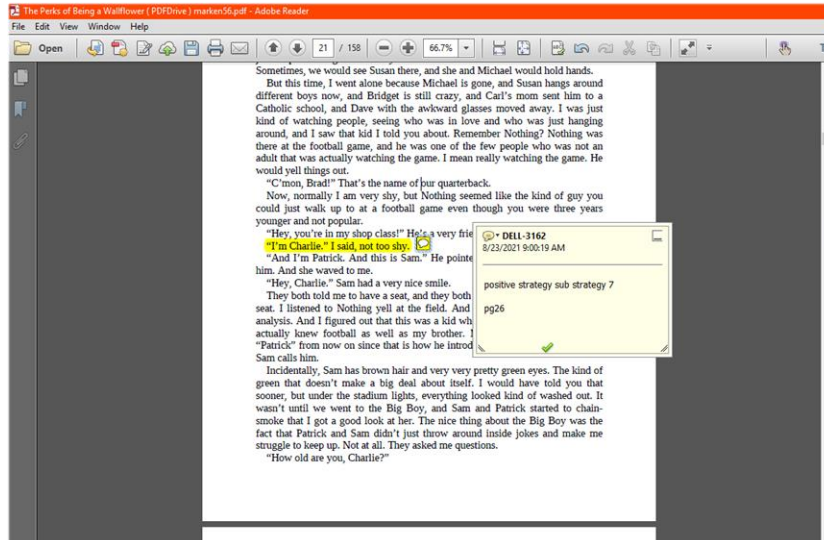 The Perks of Being a Wallflower ( PDFDrive ) marken56.pdf - Adobe Reader
File Edit View Window Help
Open 21 / 158 66.7%
Sometimes, we would see Susan there, and she and Michael would hold hands.
But this time, I went alone because Michael is gone, and Susan hangs around
different boys now, and Bridget is still crazy, and Carl's mom sent him to a
Catholic school, and Dave with the awkward glasses moved away. I was just
kind of watching people, seeing who was in love and who was just hanging
around, and I saw that kid I told you about. Remember Nothing? Nothing was
there at the football game, and he was one of the few people who was not an
adult that was actually watching the game. I mean really watching the game. He
would yell things out.
“C'mon, Brad!” That's the name of our quarterback.
Now, normally I am very shy, but Nothing seemed like the kind of guy you
could just walk up to at a football game even though you were three years
younger and not popular.
“Hey, you're in my shop class!” He's a very frie
“I'm Charlie.” I said, not too shy.
“And I'm Patrick. And this is Sam.” He pointe
him. And she waved to me.
“Hey, Charlie.” Sam had a very nice smile.
They both told me to have a seat, and they both
seat. I listened to Nothing yell at the field. And
analysis. And I figured out that this was a kid wh
actually knew football as well as my brother.
“Patrick” from now on since that is how he introd
Sam calls him.
DELL-3162
8/23/2021 9:00:19 AM
positive strategy sub strategy 7
pg26
Incidentally, Sam has brown hair and very very pretty green eyes. The kind of
green that doesn't make a big deal about itself. I would have told you that
sooner, but under the stadium lights, everything looked kind of washed out. It
wasn't until we went to the Big Boy, and Sam and Patrick started to chain-
smoke that I got a good look at her. The nice thing about the Big Boy was the
fact that Patrick and Sam didn't just throw around inside jokes and make me
struggle to keep up. Not at all. They asked me questions.
“How old are you, Charlie?”